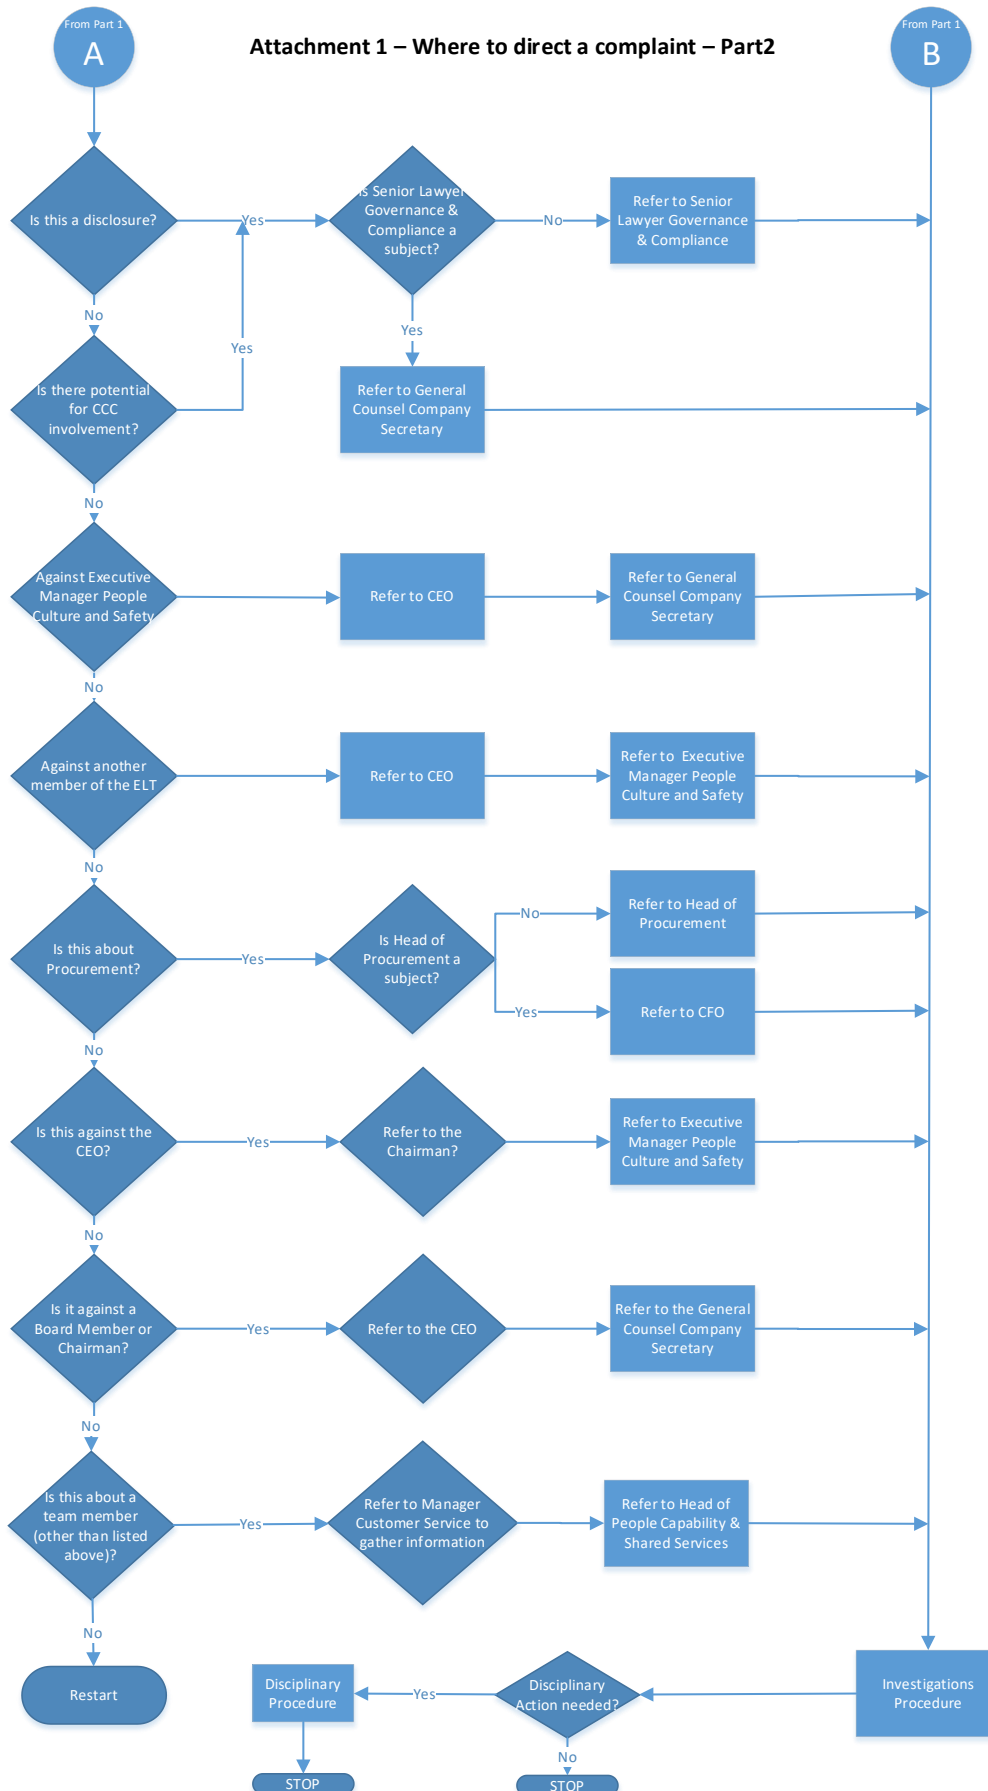 From Part 1
A
Attachment 1 – Where to direct a complaint – Part2
From Part 1
B
Is this a disclosure?
Yes
Is Senior Lawyer
Governance &
Compliance a
subject?
No
Refer to Senior
Lawyer Governance
& Compliance
No
Yes
Yes
Is there potential
for CCC
involvement?
Refer to General
Counsel Company
Secretary
No
Against Executive
Manager People
Culture and Safety
Refer to CEO
Refer to General
Counsel Company
Secretary
No
Against another
member of the ELT
Refer to CEO
Refer to Executive
Manager People
Culture and Safety
No
Is this about
Procurement?
Yes
Is Head of
Procurement a
subject?
No
Refer to Head of
Procurement
Yes
Refer to CFO
No
Is this against the
CEO?
Yes
Refer to the
Chairman?
Refer to Executive
Manager People
Culture and Safety
No
Is it against a
Board Member or
Chairman?
Yes
Refer to the CEO
Refer to the General
Counsel Company
Secretary
No
Is this about a
team member
(other than listed
above)?
Yes
Refer to Manager
Customer Service to
gather information
Refer to Head of
People Capability &
Shared Services
No
Restart
Disciplinary
Procedure
Yes
Disciplinary
Action needed?
Investigations
Procedure
No
STOP
STOP